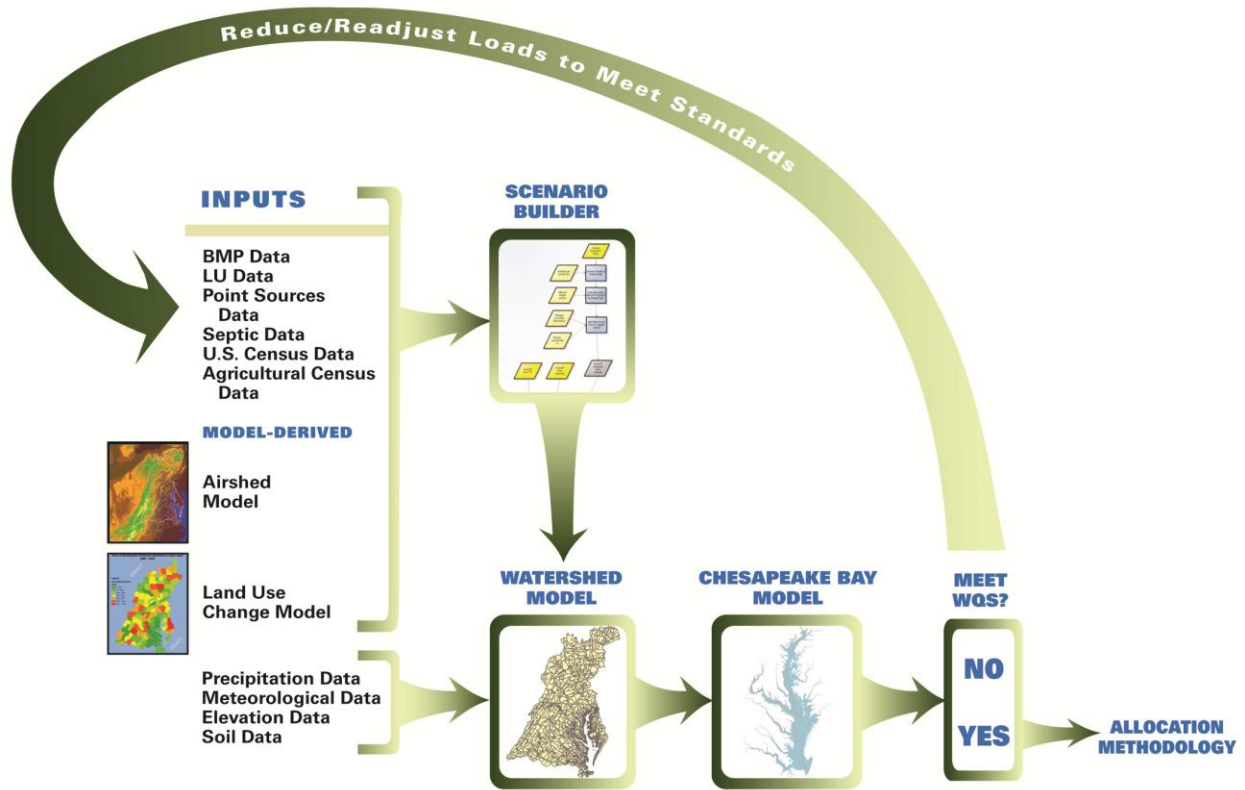 Reduce/Readjust Loads to Meet Standards
INPUTS
BMP Data
LU Data
Point Sources
Data
Septic Data
U.S. Census Data
Agricultural Census
Data
MODEL-DERIVED
Airshed
Model
Land Use
Change Model
Precipitation Data
Meteorological Data
Elevation Data
Soil Data
SCENARIO
BUILDER
WATERSHED
MODEL
CHESAPEAKE BAY
MODEL
MEET
WQS?
NO
YES
ALLOCATION
METHODOLOGY